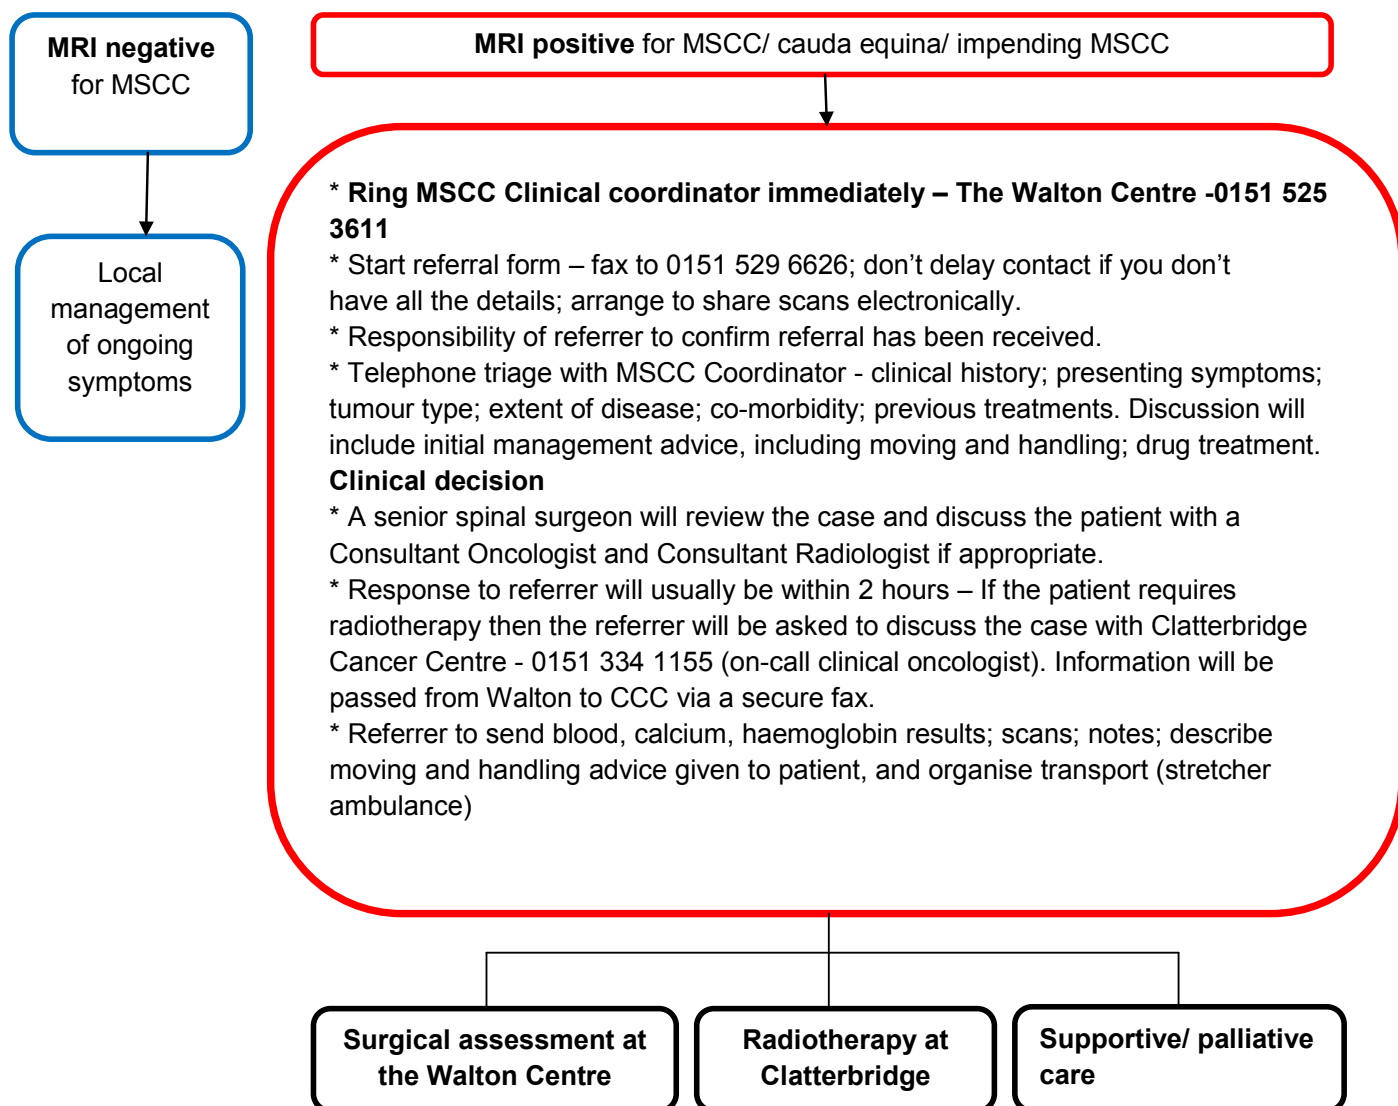 MRI negative
for MSCC
MRI positive for MSCC/ cauda equina/ impending MSCC
Local
management
of ongoing
symptoms
* Ring MSCC Clinical coordinator immediately – The Walton Centre -0151 525
3611
* Start referral form – fax to 0151 529 6626; don’t delay contact if you don’t
have all the details; arrange to share scans electronically.
* Responsibility of referrer to confirm referral has been received.
* Telephone triage with MSCC Coordinator - clinical history; presenting symptoms;
tumour type; extent of disease; co-morbidity; previous treatments. Discussion will
include initial management advice, including moving and handling; drug treatment.
Clinical decision
* A senior spinal surgeon will review the case and discuss the patient with a
Consultant Oncologist and Consultant Radiologist if appropriate.
* Response to referrer will usually be within 2 hours – If the patient requires
radiotherapy then the referrer will be asked to discuss the case with Clatterbridge
Cancer Centre - 0151 334 1155 (on-call clinical oncologist). Information will be
passed from Walton to CCC via a secure fax.
* Referrer to send blood, calcium, haemoglobin results; scans; notes; describe
moving and handling advice given to patient, and organise transport (stretcher
ambulance)
Surgical assessment at
the Walton Centre
Radiotherapy at
Clatterbridge
Supportive/ palliative
care